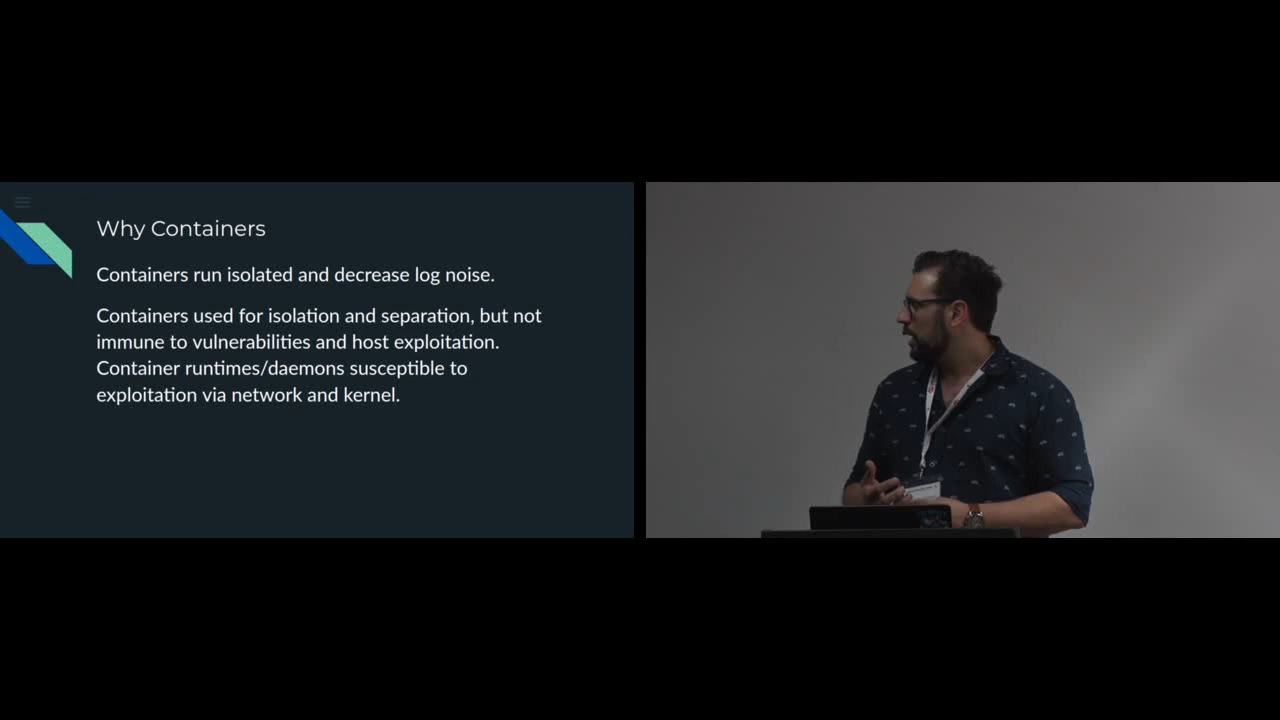 Why Containers
Containers run isolated and decrease log noise.
Containers used for isolation and separation, but not
immune to vulnerabilities and host exploitation.
Container runtimes/daemons susceptible to
exploitation via network and kernel.